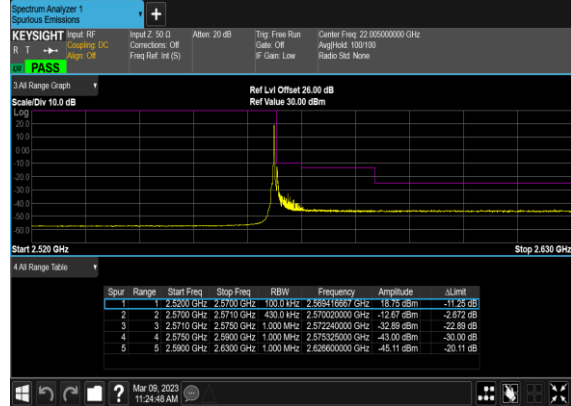 Spectrum Analyzer 1
Spurious Emissions
+
KEYSIGHT Input: RF
R T
Coupling: DC
Align: Off
Input Z: 50 Ω
Corrections: Off
Freq Ref: Int (S)
Atten: 20 dB
Trig: Free Run
Gate: Off
IF Gain: Low
Center Freq: 22.005000000 GHz
Avg|Hold: 100/100
Radio Std: None
PASS
3 All Range Graph
Ref Lvl Offset 26.00 dB
Scale/Div 10.0 dB
Ref Value 30.00 dBm
Log
20.0
10.0
0.00
-10.0
-20.0
-30.0
-40.0
-50.0
-60.0
Start 2.520 GHz
Stop 2.630 GHz
4 All Range Table
Spur Range Start Freq Stop Freq RBW Frequency Amplitude ΔLimit
1 1 2.5200 GHz 2.5700 GHz 100.0 kHz 2.569416667 GHz 18.75 dBm -11.25 dB
2 2 2.5700 GHz 2.5710 GHz 430.0 kHz 2.570020000 GHz -12.67 dBm -2.672 dB
3 3 2.5710 GHz 2.5750 GHz 1.000 MHz 2.572240000 GHz -32.89 dBm -22.89 dB
4 4 2.5750 GHz 2.5900 GHz 1.000 MHz 2.575325000 GHz -43.00 dBm -30.00 dB
5 5 2.5900 GHz 2.6300 GHz 1.000 MHz 2.626600000 GHz -45.11 dBm -20.11 dB
?
Mar 09, 2023
11:24:48 AM